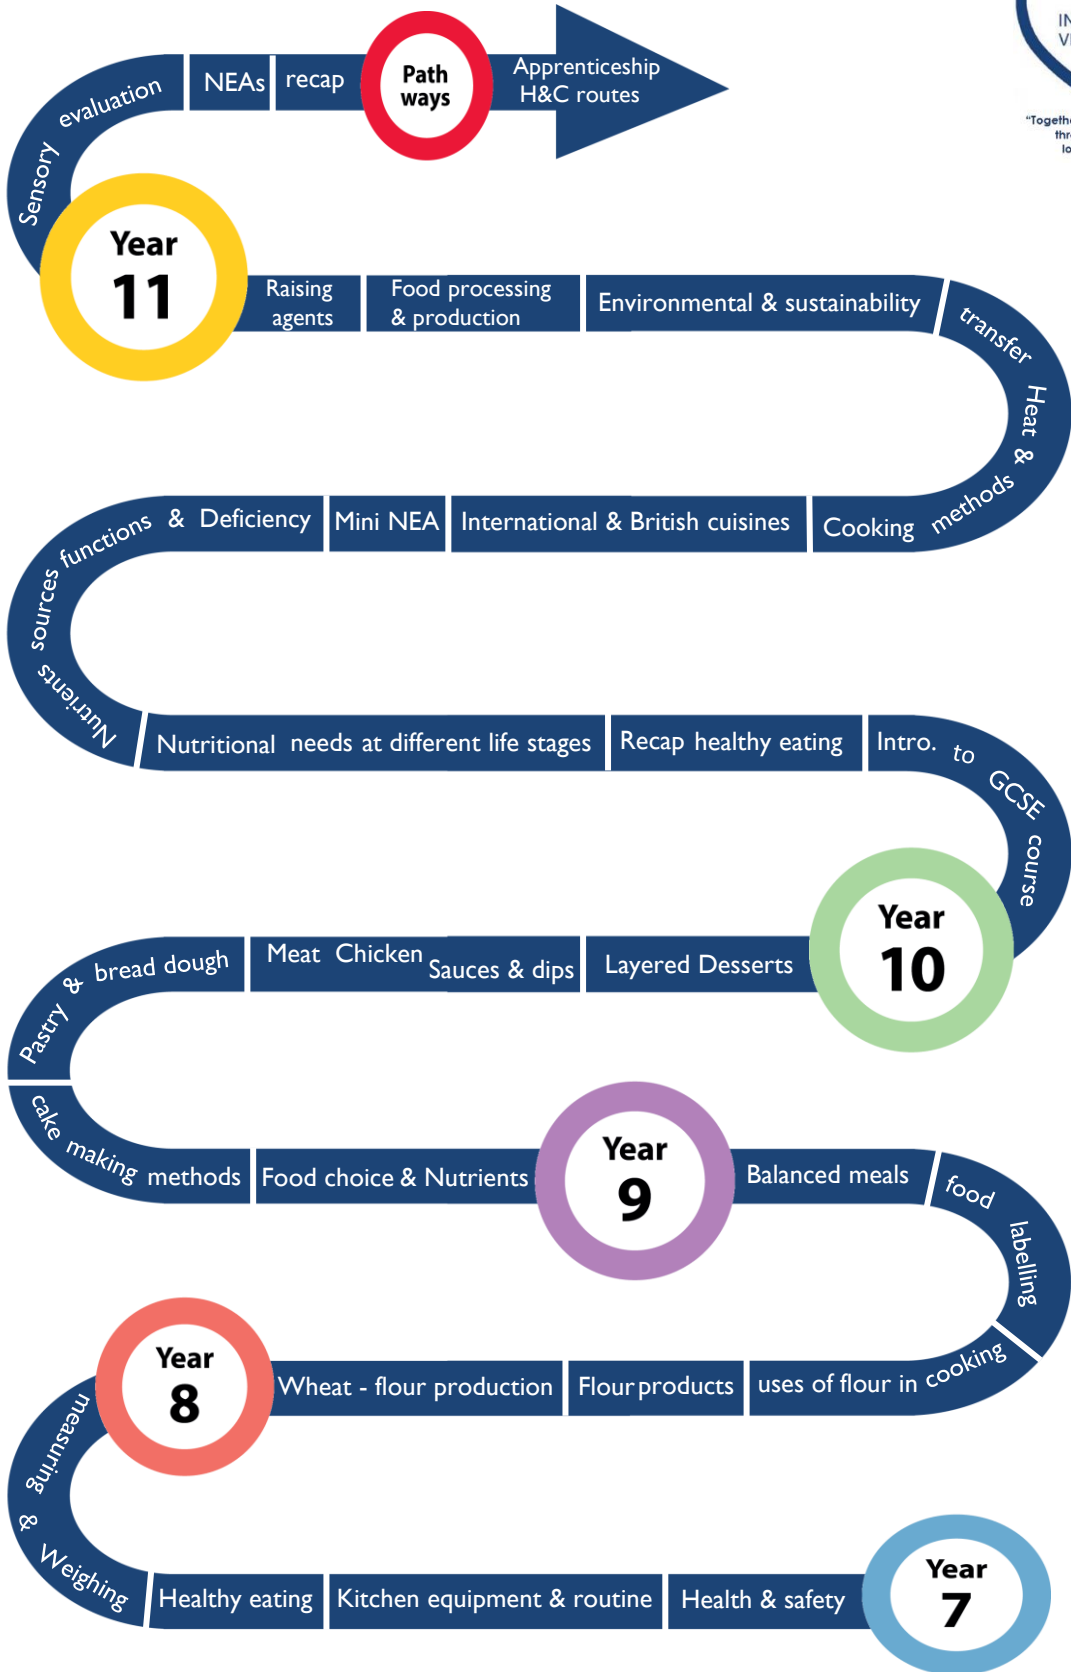 Path
ways
Apprenticeship
H&C routes
recap
NEAs
Sensory evaluation
"Togeth
thr
lo
Year
11
Raising
agents
Food processing
& production
Environmental & sustainability
Heat & transfer
Cooking methods
International & British cuisines
Mini NEA
Nutrients sources functions & Deficiency
Nutritional needs at different life stages
Recap healthy eating
Intro. to GCSE course
Year
10
Layered Desserts
Meat Chicken
Sauces & dips
Pastry & bread dough
cake making methods
Food choice & Nutrients
Year
9
Balanced meals
food labelling
uses of flour in cooking
Flour products
Wheat - flour production
Year
8
Weighing & measuring
Healthy eating
Kitchen equipment & routine
Health & safety
Year
7